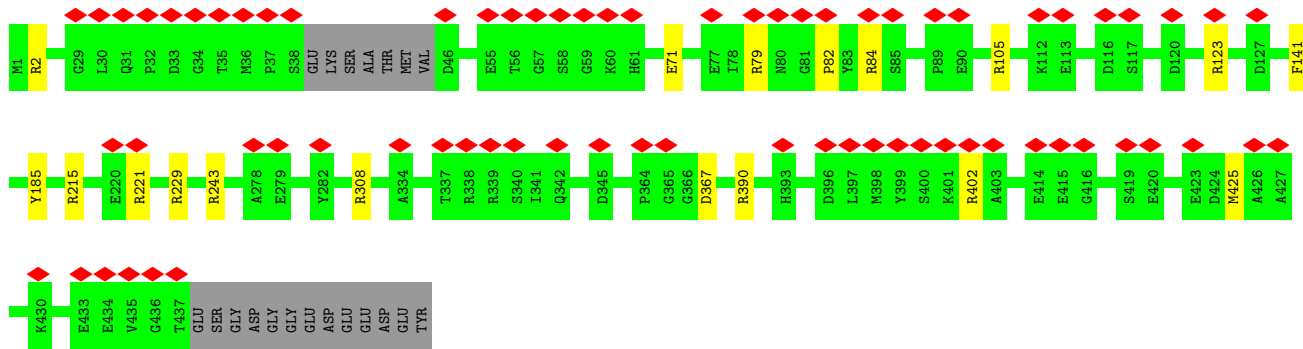 M1 R2 G29 L30 Q31 P32 D33 G34 T35 M36 P37 S38 GLU LYS SER ALA THR MET VAL D46 E55 T56 G57 S58 G59 K60 H61 E71 E77 I78 R79 N80 G81 P82 Y83 R84 S85 P89 E90 R105 K112 E113 D116 S117 D120 R123 D127 F141
Y185 R215 E220 R221 R229 R243 A278 E279 Y282 R308 A334 T337 R338 R339 S340 I341 Q342 D345 P364 G365 G366 D367 R390 H393 D396 L397 M398 Y399 S400 K401 R402 A403 E414 E415 G416 S419 E420 E423 D424 M425 A426 A427
K430 E433 E434 V435 G436 T437 GLU SER GLY ASP GLY GLY GLU ASP GLU GLU ASP GLU TYR